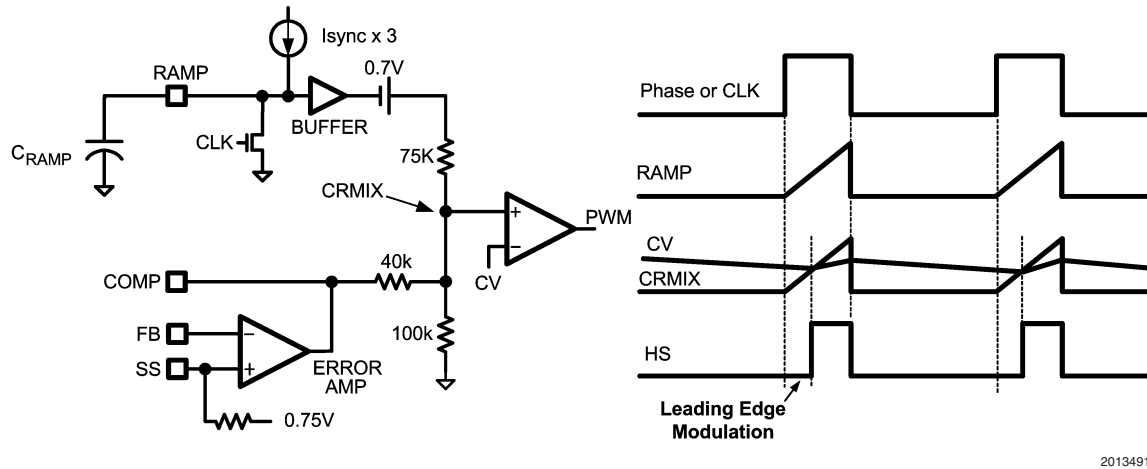 Isync x 3
0.7V
RAMP
BUFFER
CLK
C_RAMP
75K
CRMIX
+
−
PWM
CV
COMP
40k
100k
FB
−
SS
+
ERROR
AMP
0.75V
Phase or CLK
RAMP
CV
CRMIX
HS
Leading Edge
Modulation
2013491